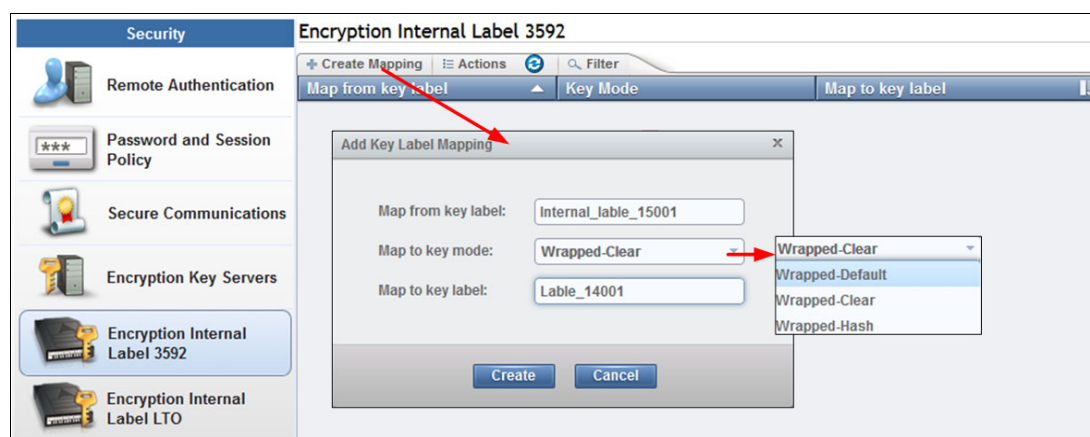 Security
Remote Authentication
***
Password and Session
Policy
Secure Communications
Encryption Key Servers
Encryption Internal
Label 3592
Encryption Internal
Label LTO
Encryption Internal Label 3592
Create Mapping Actions Filter
Map from key label Key Mode Map to key label
Add Key Label Mapping x
Map from key label: Internal_lable_15001
Map to key mode: Wrapped-Clear
Map to key label: Lable_14001
Create Cancel
Wrapped-Clear
Wrapped-Default
Wrapped-Clear
Wrapped-Hash